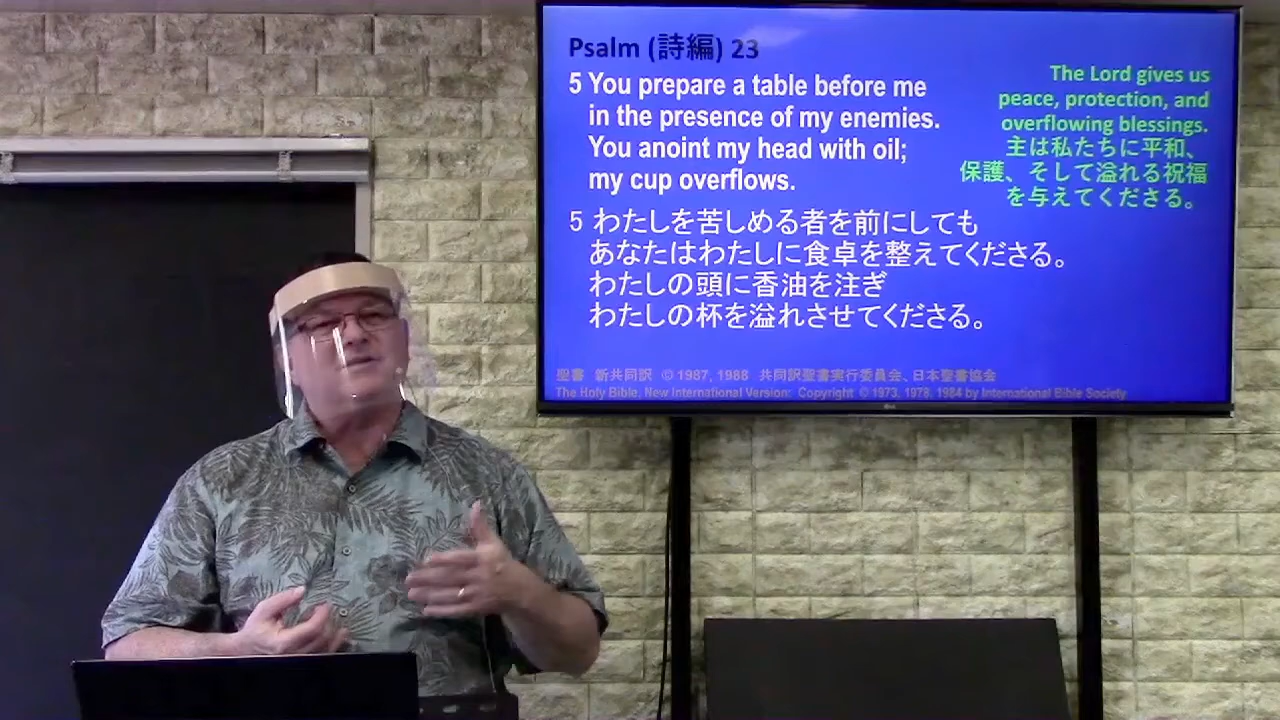 Psalm (詩編) 23
5 You prepare a table before me
in the presence of my enemies.
You anoint my head with oil;
my cup overflows.
The Lord gives us
peace, protection, and
overflowing blessings.
主は私たちに平和、
保護、そして溢れる祝福
を与えてくださる。
5 わたしを苦しめる者を前にしても
あなたはわたしに食卓を整えてくださる。
わたしの頭に香油を注ぎ
わたしの杯を溢れさせてくださる。
聖書 新共同訳 © 1987, 1988 共同訳聖書実行委員会、日本聖書協会
The Holy Bible, New International Version: Copyright © 1973, 1978, 1984 by International Bible Society